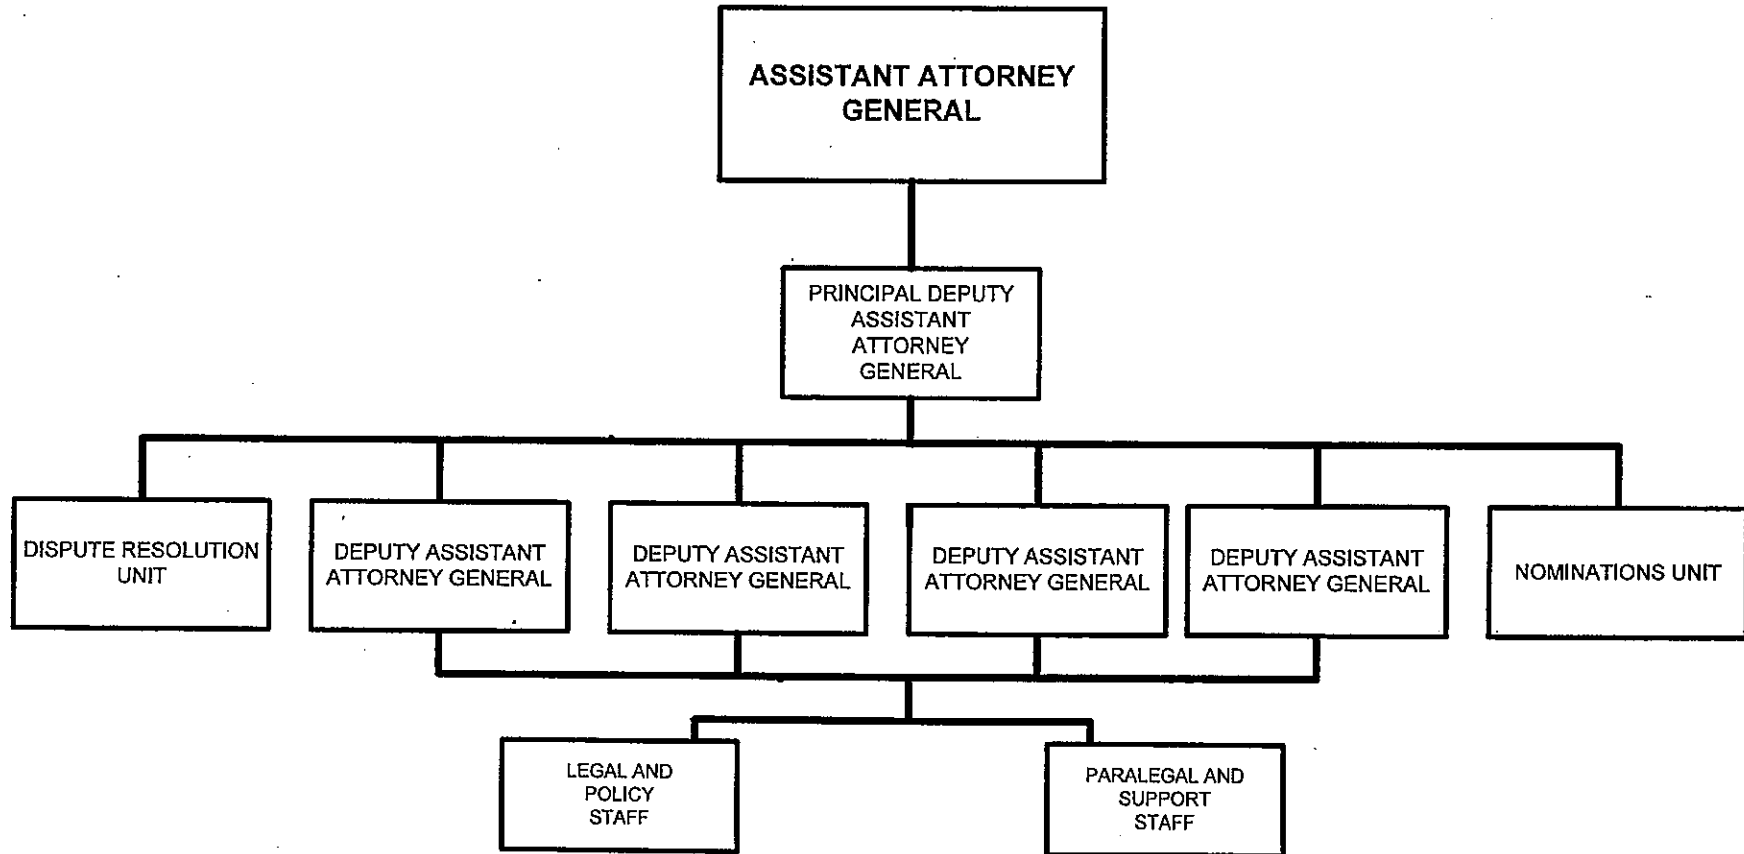 ASSISTANT ATTORNEY
GENERAL
PRINCIPAL DEPUTY
ASSISTANT
ATTORNEY
GENERAL
DISPUTE RESOLUTION
UNIT
DEPUTY ASSISTANT
ATTORNEY GENERAL
DEPUTY ASSISTANT
ATTORNEY GENERAL
DEPUTY ASSISTANT
ATTORNEY GENERAL
DEPUTY ASSISTANT
ATTORNEY GENERAL
NOMINATIONS UNIT
LEGAL AND
POLICY
STAFF
PARALEGAL AND
SUPPORT
STAFF